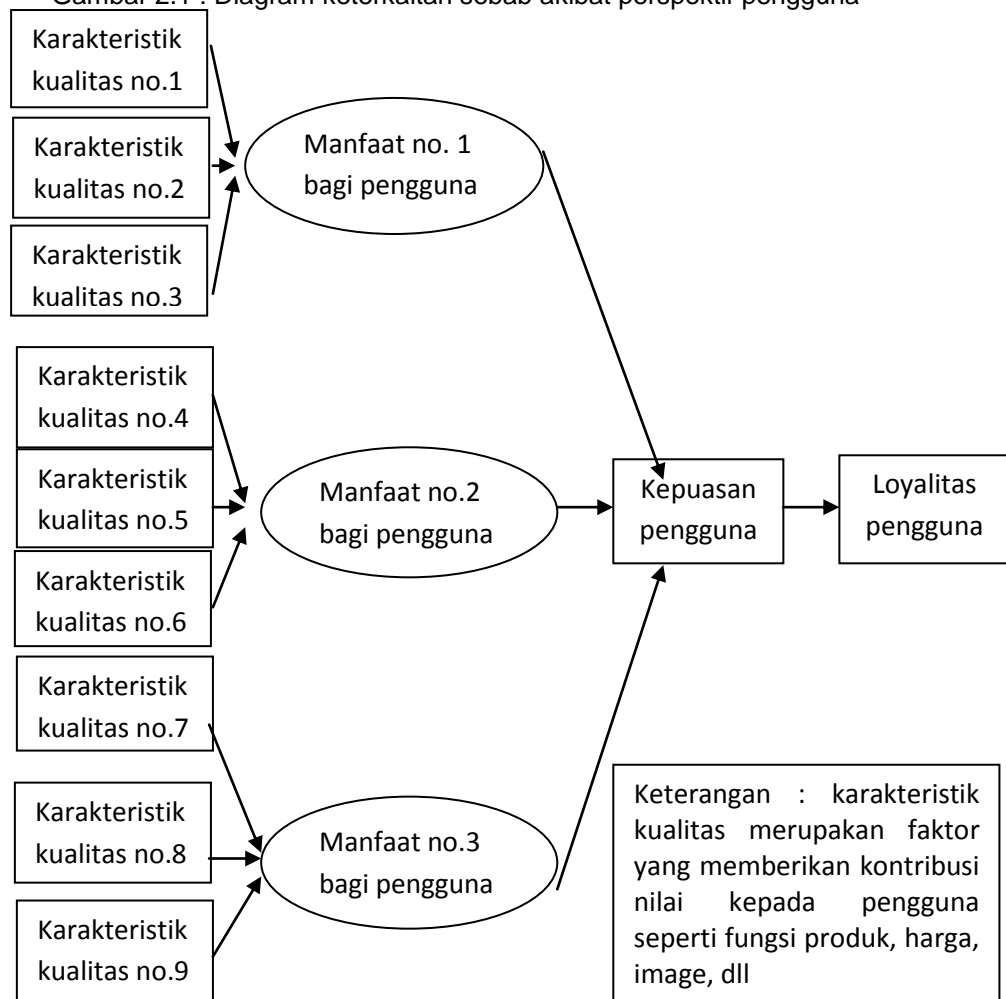 Gambar 2.1 : Diagram keterkaitan sebab akibat perspektif pengguna
Karakteristik
kualitas no.1
Karakteristik
kualitas no.2
Karakteristik
kualitas no.3
Manfaat no. 1
bagi pengguna
Karakteristik
kualitas no.4
Karakteristik
kualitas no.5
Karakteristik
kualitas no.6
Manfaat no.2
bagi pengguna
Kepuasan
pengguna
Loyalitas
pengguna
Karakteristik
kualitas no.7
Karakteristik
kualitas no.8
Karakteristik
kualitas no.9
Manfaat no.3
bagi pengguna
Keterangan : karakteristik
kualitas merupakan faktor
yang memberikan kontribusi
nilai kepada pengguna
seperti fungsi produk, harga,
image, dll